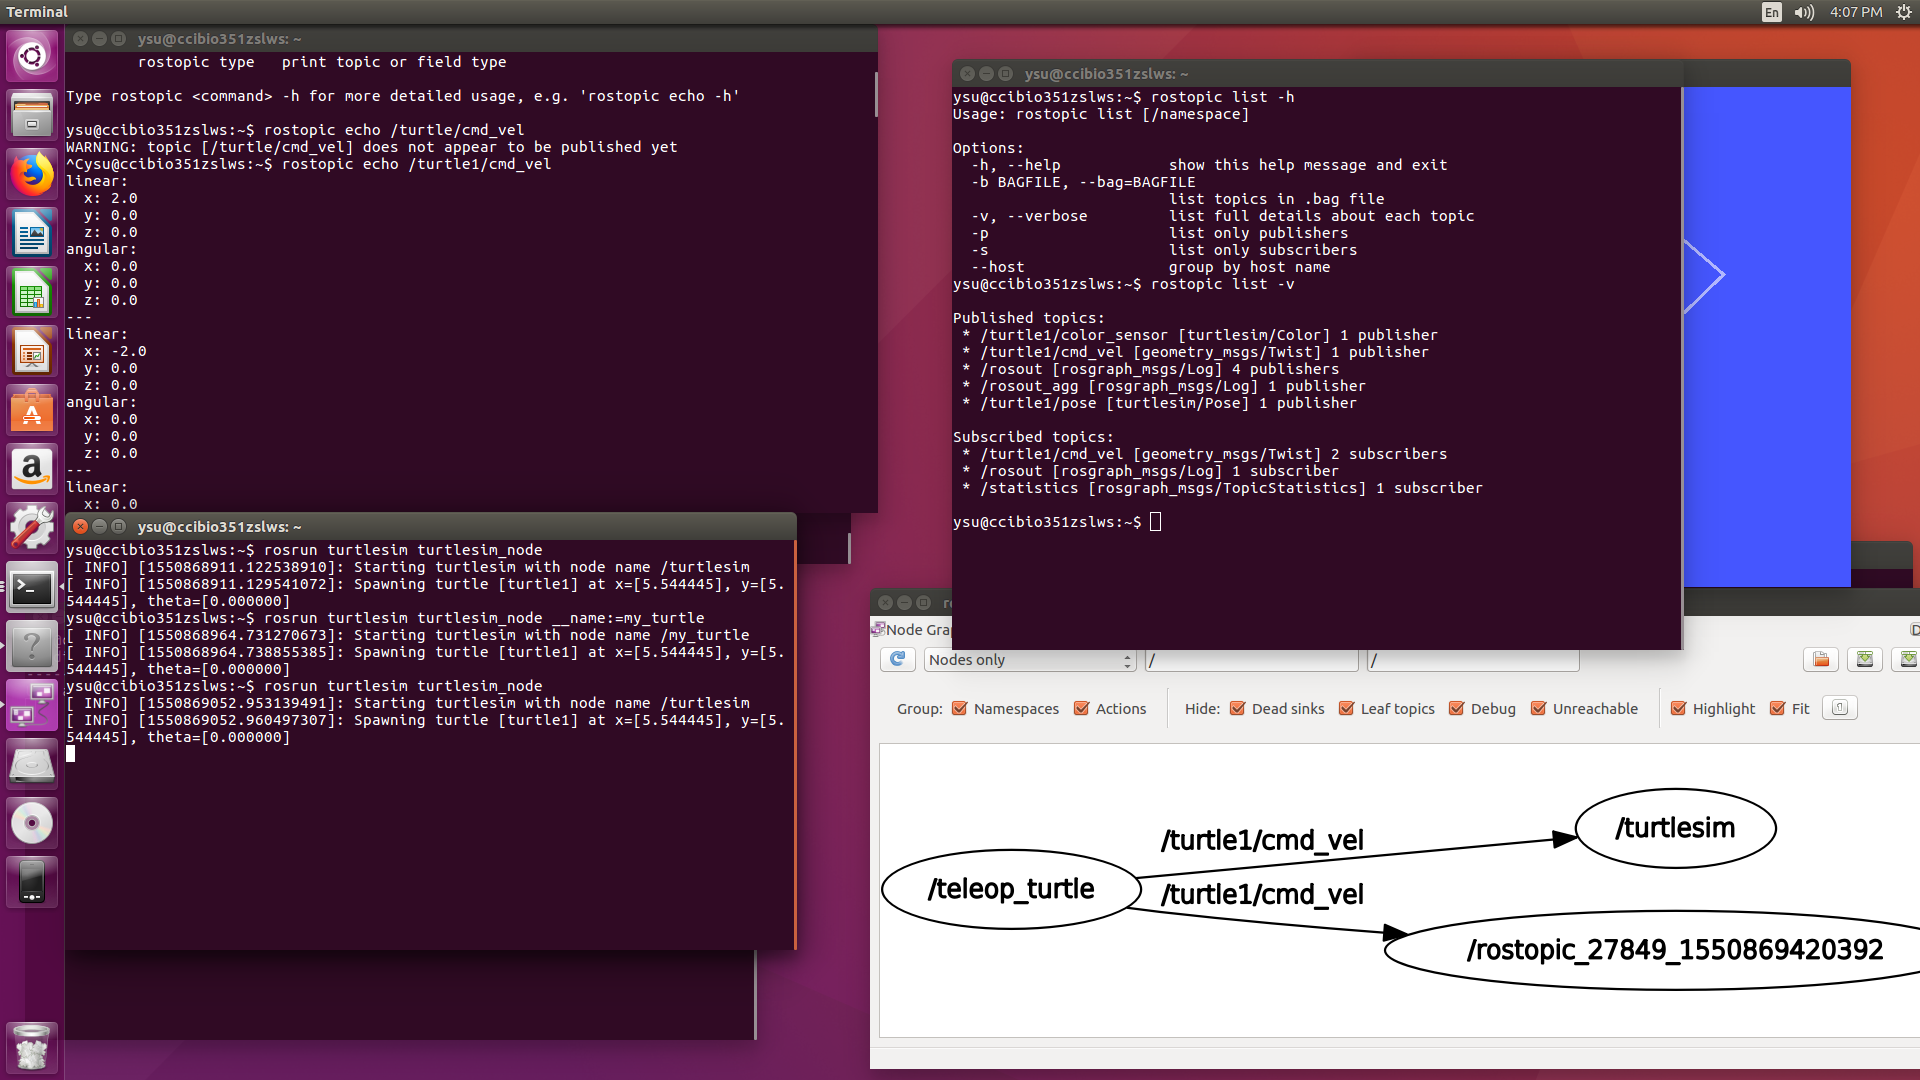 Terminal
En
4:07 PM
ysu@ccibio351zslws: ~
rostopic type   print topic or field type
Type rostopic <command> -h for more detailed usage, e.g. 'rostopic echo -h'
ysu@ccibio351zslws:~$ rostopic echo /turtle/cmd_vel
WARNING: topic [/turtle/cmd_vel] does not appear to be published yet
^Cysu@ccibio351zslws:~$ rostopic echo /turtle1/cmd_vel
linear:
x: 2.0
y: 0.0
z: 0.0
angular:
x: 0.0
y: 0.0
z: 0.0
---
linear:
x: -2.0
y: 0.0
z: 0.0
angular:
x: 0.0
y: 0.0
z: 0.0
---
linear:
x: 0.0
ysu@ccibio351zslws: ~
ysu@ccibio351zslws:~$ rosrun turtlesim turtlesim_node
[ INFO] [1550868911.122538910]: Starting turtlesim with node name /turtlesim
[ INFO] [1550868911.129541072]: Spawning turtle [turtle1] at x=[5.544445], y=[5.
544445], theta=[0.000000]
ysu@ccibio351zslws:~$ rosrun turtlesim turtlesim_node __name:=my_turtle
[ INFO] [1550868964.731270673]: Starting turtlesim with node name /my_turtle
[ INFO] [1550868964.738855385]: Spawning turtle [turtle1] at x=[5.544445], y=[5.
544445], theta=[0.000000]
ysu@ccibio351zslws:~$ rosrun turtlesim turtlesim_node
[ INFO] [1550869052.953139491]: Starting turtlesim with node name /turtlesim
[ INFO] [1550869052.960497307]: Spawning turtle [turtle1] at x=[5.544445], y=[5.
544445], theta=[0.000000]
ysu@ccibio351zslws: ~
ysu@ccibio351zslws:~$ rostopic list -h
Usage: rostopic list [/namespace]
Options:
-h, --help            show this help message and exit
-b BAGFILE, --bag=BAGFILE
list topics in .bag file
-v, --verbose         list full details about each topic
-p                    list only publishers
-s                    list only subscribers
--host                group by host name
ysu@ccibio351zslws:~$ rostopic list -v
Published topics:
* /turtle1/color_sensor [turtlesim/Color] 1 publisher
* /turtle1/cmd_vel [geometry_msgs/Twist] 1 publisher
* /rosout [rosgraph_msgs/Log] 4 publishers
* /rosout_agg [rosgraph_msgs/Log] 1 publisher
* /turtle1/pose [turtlesim/Pose] 1 publisher
Subscribed topics:
* /turtle1/cmd_vel [geometry_msgs/Twist] 2 subscribers
* /rosout [rosgraph_msgs/Log] 1 subscriber
* /statistics [rosgraph_msgs/TopicStatistics] 1 subscriber
ysu@ccibio351zslws:~$
Node Gra
Nodes only
/
/
Group: Namespaces Actions Hide: Dead sinks Leaf topics Debug Unreachable Highlight Fit
/turtlesim
/turtle1/cmd_vel
/teleop_turtle
/turtle1/cmd_vel
/rostopic_27849_1550869420392